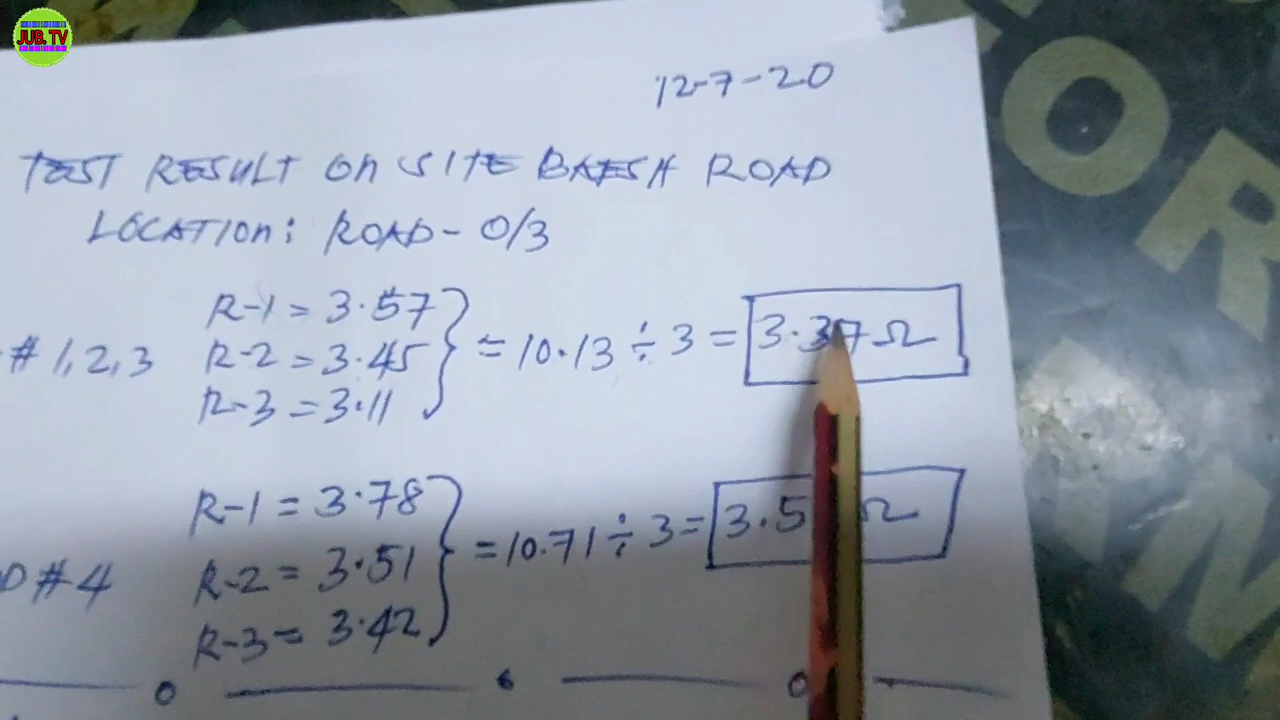 JUB.TV
12-7-20
TEST RESULT ON SITE BAESH ROAD
LOCATION: ROAD - 0/3
# 1, 2, 3
R-1 = 3.57
R-2 = 3.45
R-3 = 3.11
= 10.13 ÷ 3 = 3.37Ω
D # 4
R-1 = 3.78
R-2 = 3.51
R-3 = 3.42
= 10.71 ÷ 3 = 3.5 Ω